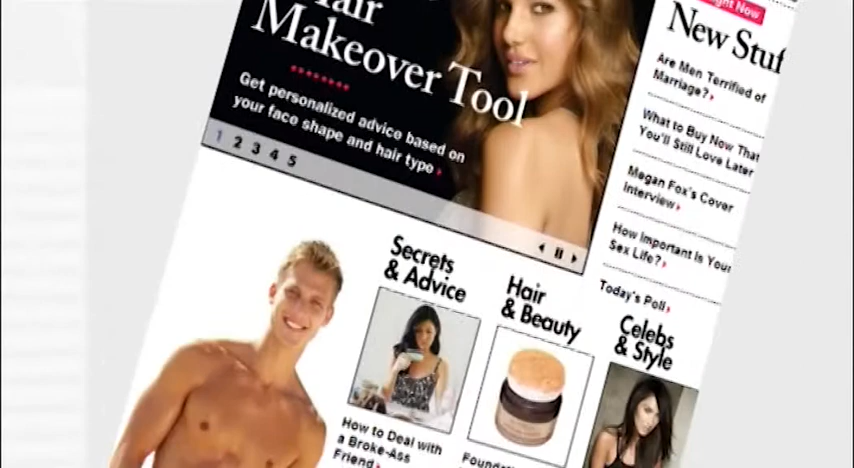 Hair
Makeover Tool
Get personalized advice based on
your face shape and hair type
1 2 3 4 5
Right Now
New Stuf
Are Men Terrified of
Marriage?
What to Buy Now That
You'll Still Love Later
Megan Fox's Cover
Interview
How Important Is Your
Sex Life?
Today's Poll
Secrets
& Advice
How to Deal with
a Broke-Ass
Friend
Hair
& Beauty
Foundati
Celebs
& Style